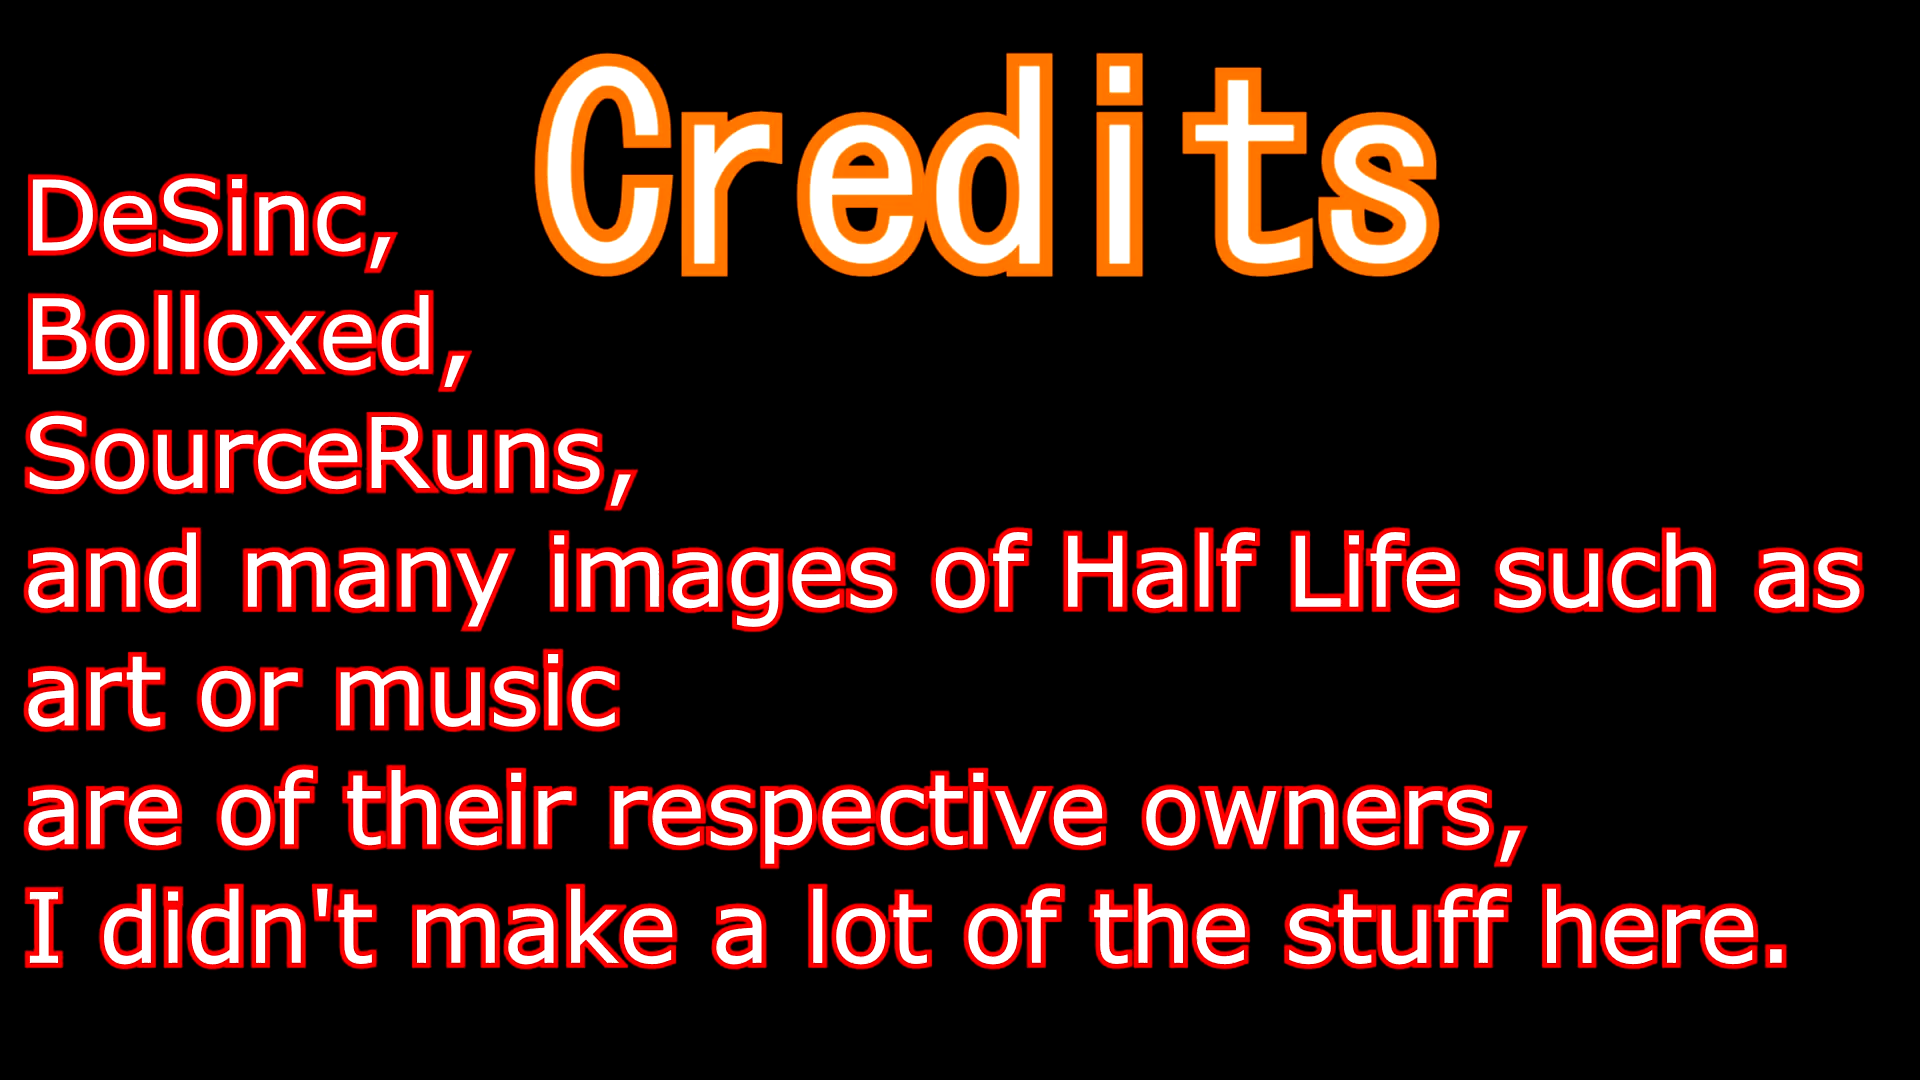 Credits
DeSinc,
Bolloxed,
SourceRuns,
and many images of Half Life such as
art or music
are of their respective owners,
I didn't make a lot of the stuff here.